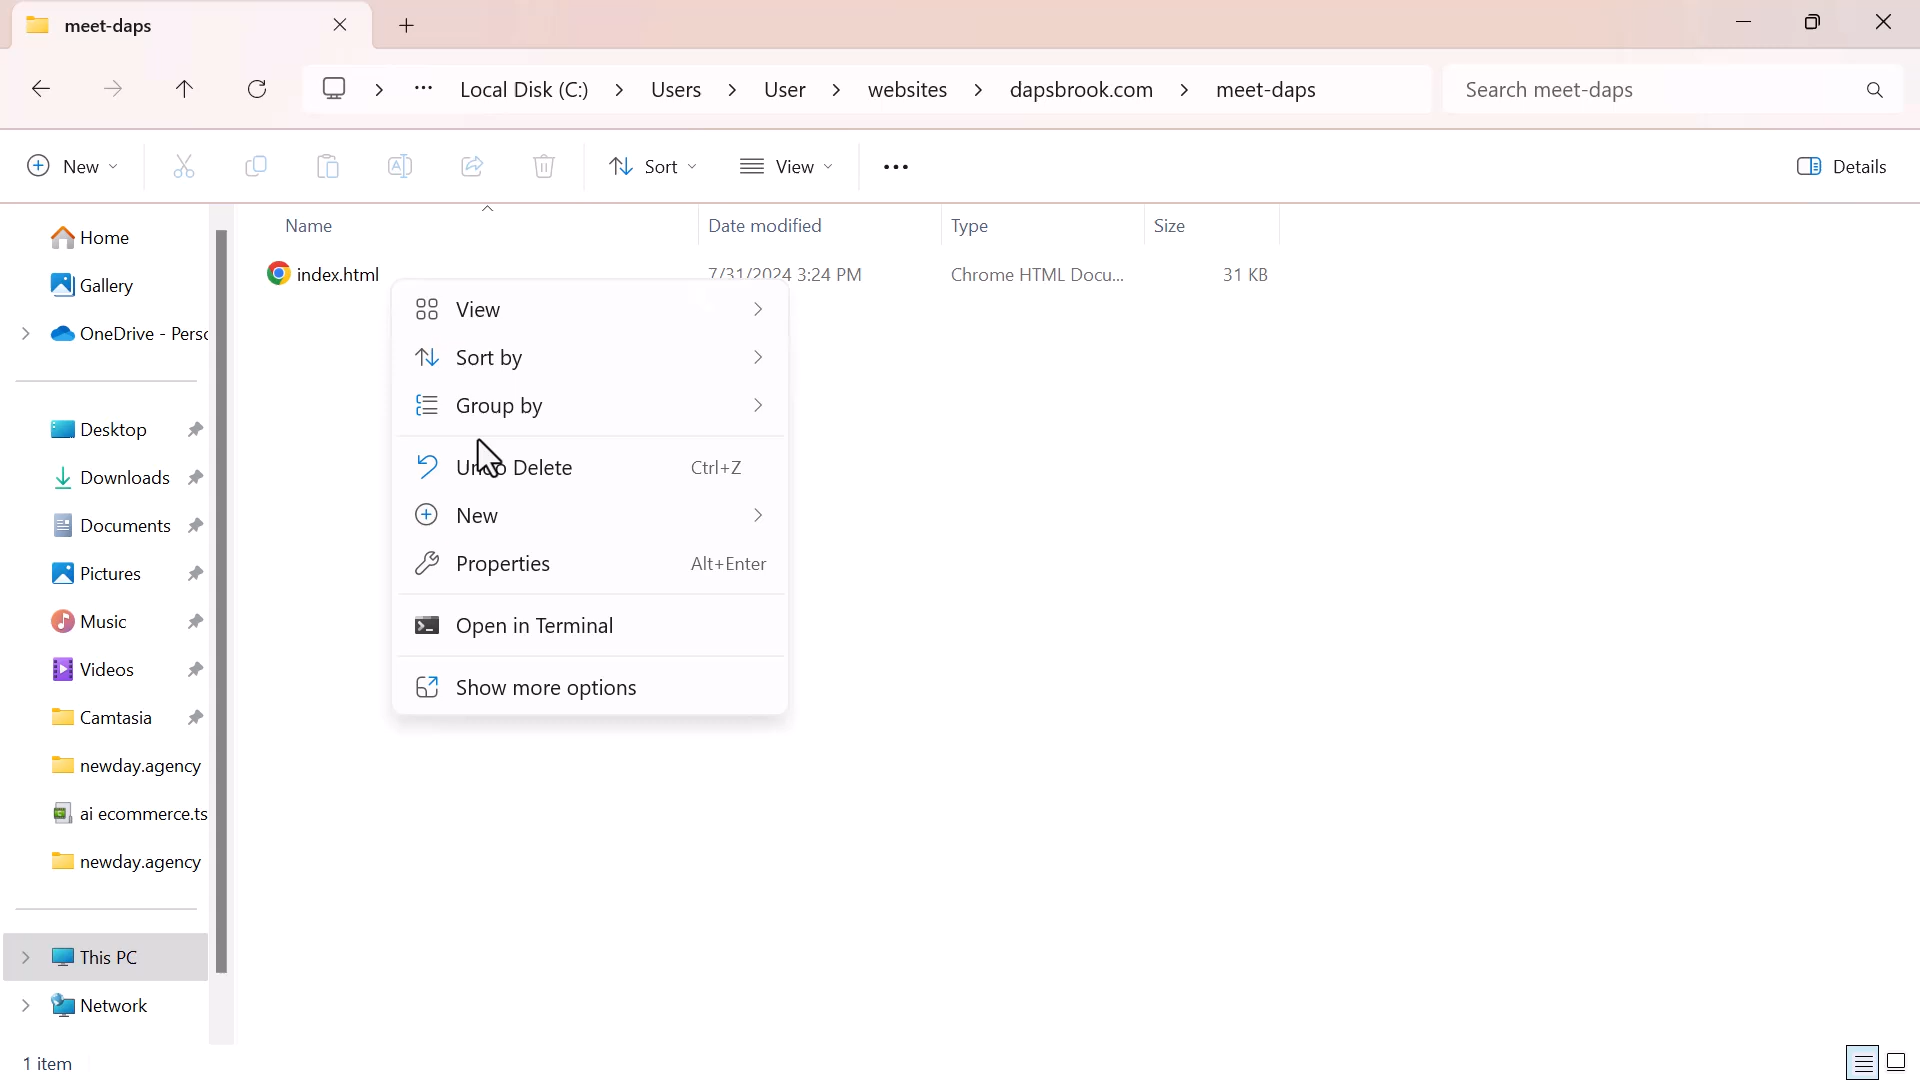 meet-daps
Local Disk (C:) Users User websites dapsbrook.com meet-daps
Search meet-daps
New
Sort
View
Details
Name Date modified Type Size
index.html 7/31/2024 3:24 PM Chrome HTML Docu... 31 KB
Home
Gallery
OneDrive - Perso
Desktop
Downloads
Documents
Pictures
Music
Videos
Camtasia
newday.agency
ai ecommerce.ts
newday.agency
This PC
Network
View
Sort by
Group by
Undo Delete Ctrl+Z
New
Properties Alt+Enter
Open in Terminal
Show more options
1 item